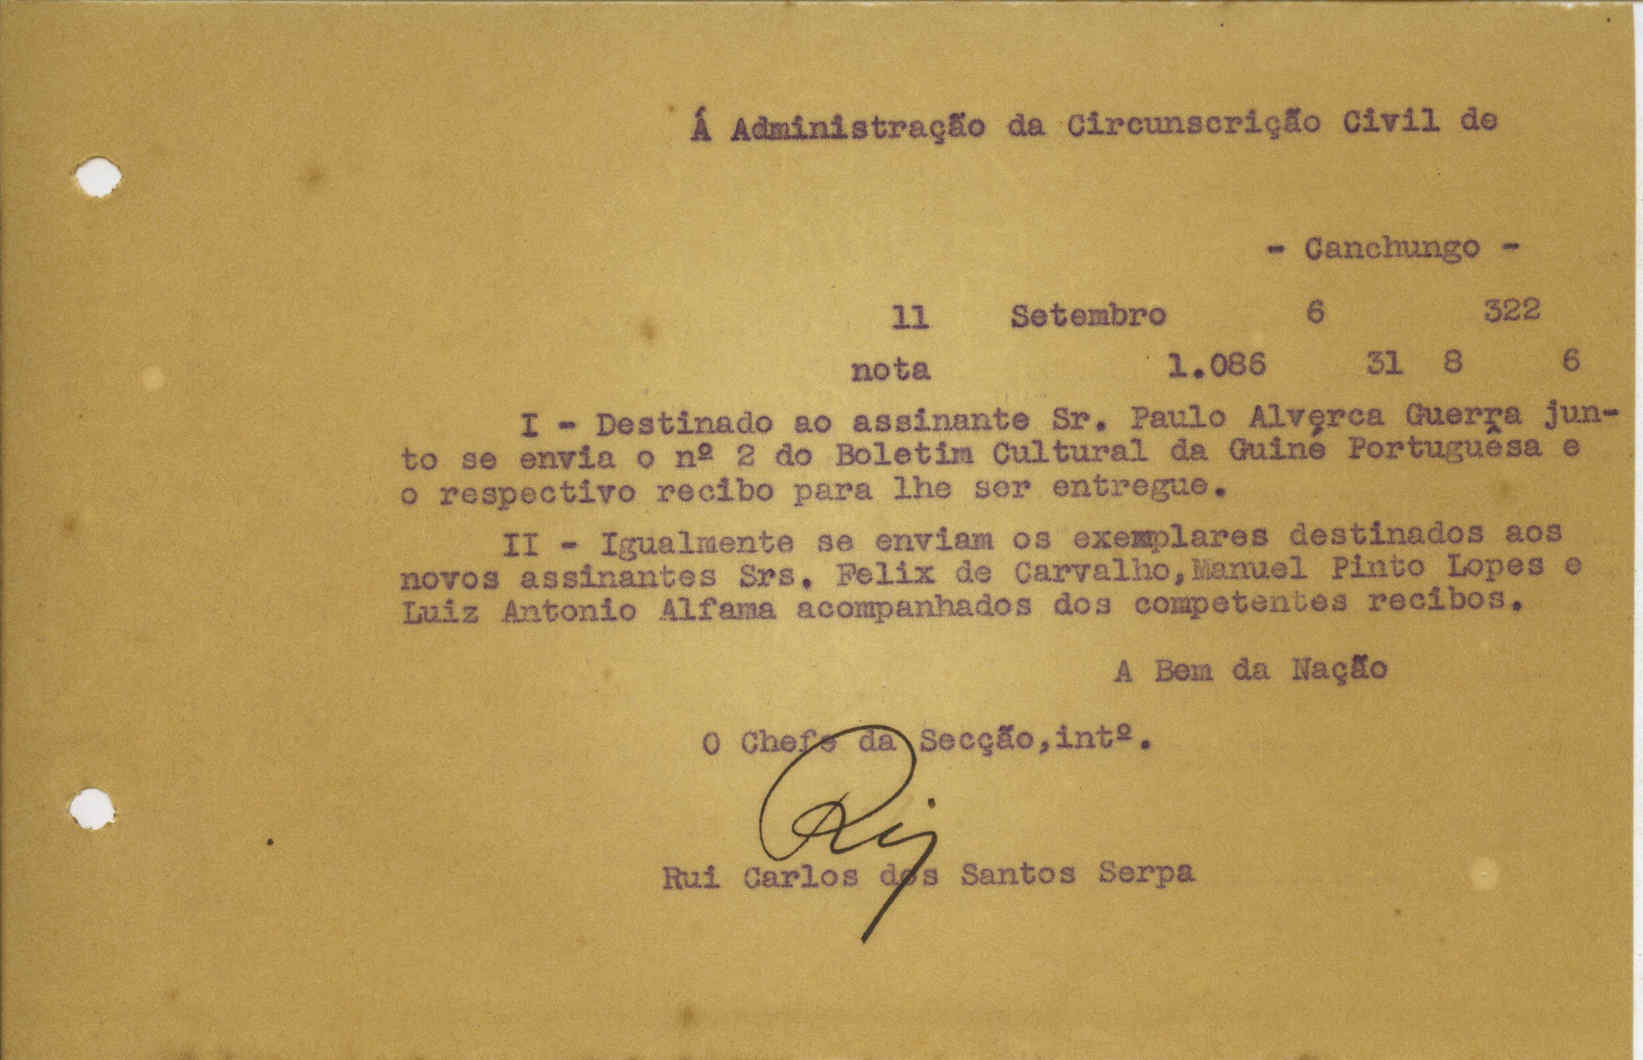 Á Administração da Circunscrição Civil de
- Canchungo -
11 Setembro 6 322
nota 1.086 31 8 6
I - Destinado ao assinante Sr. Paulo Alverca Guerra jun-
to se envia o nº 2 do Boletim Cultural da Guiné Portuguêsa e
o respectivo recibo para lhe ser entregue.
II - Igualmente se enviam os exemplares destinados aos
novos assinantes Srs. Felix de Carvalho,Manuel Pinto Lopes e
Luiz Antonio Alfama acompanhados dos competentes recibos.
A Bem da Nação
O Chefe da Secção,intº.
Rui
Rui Carlos dos Santos Serpa